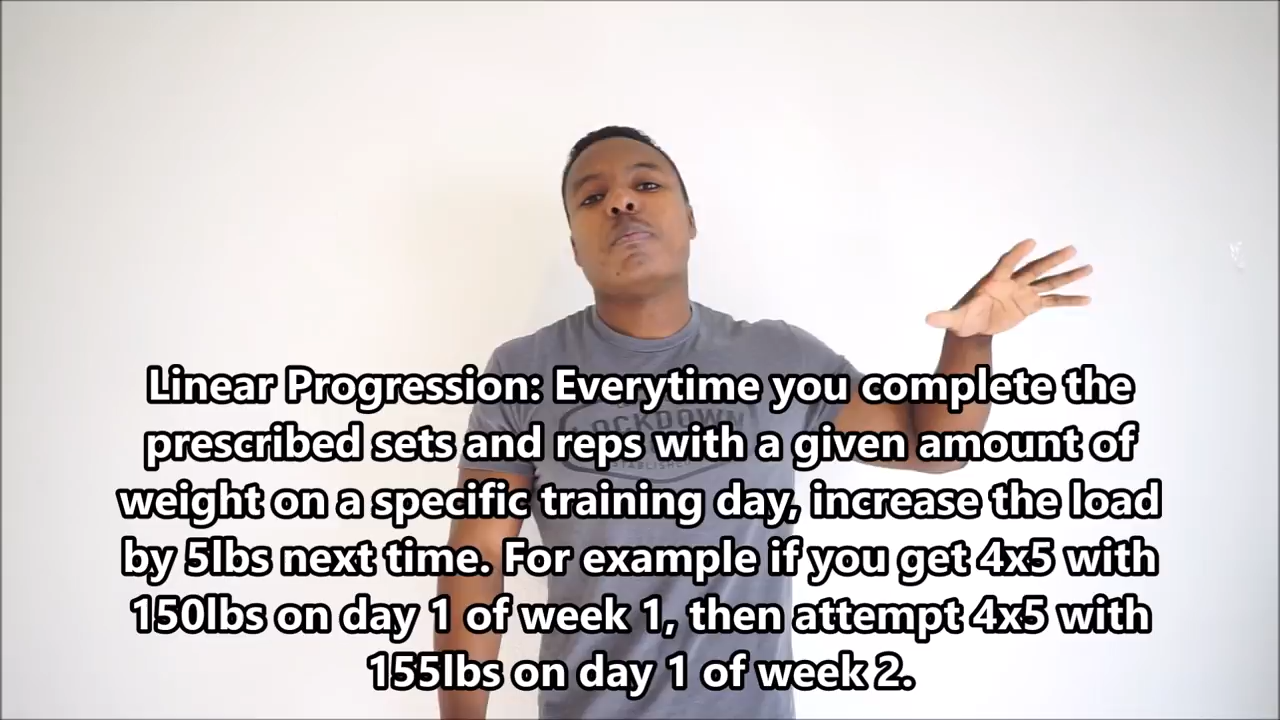 LOCKDOWN
ESTABLISHED
Linear Progression: Everytime you complete the
prescribed sets and reps with a given amount of
weight on a specific training day, increase the load
by 5lbs next time. For example if you get 4x5 with
150lbs on day 1 of week 1, then attempt 4x5 with
155lbs on day 1 of week 2.